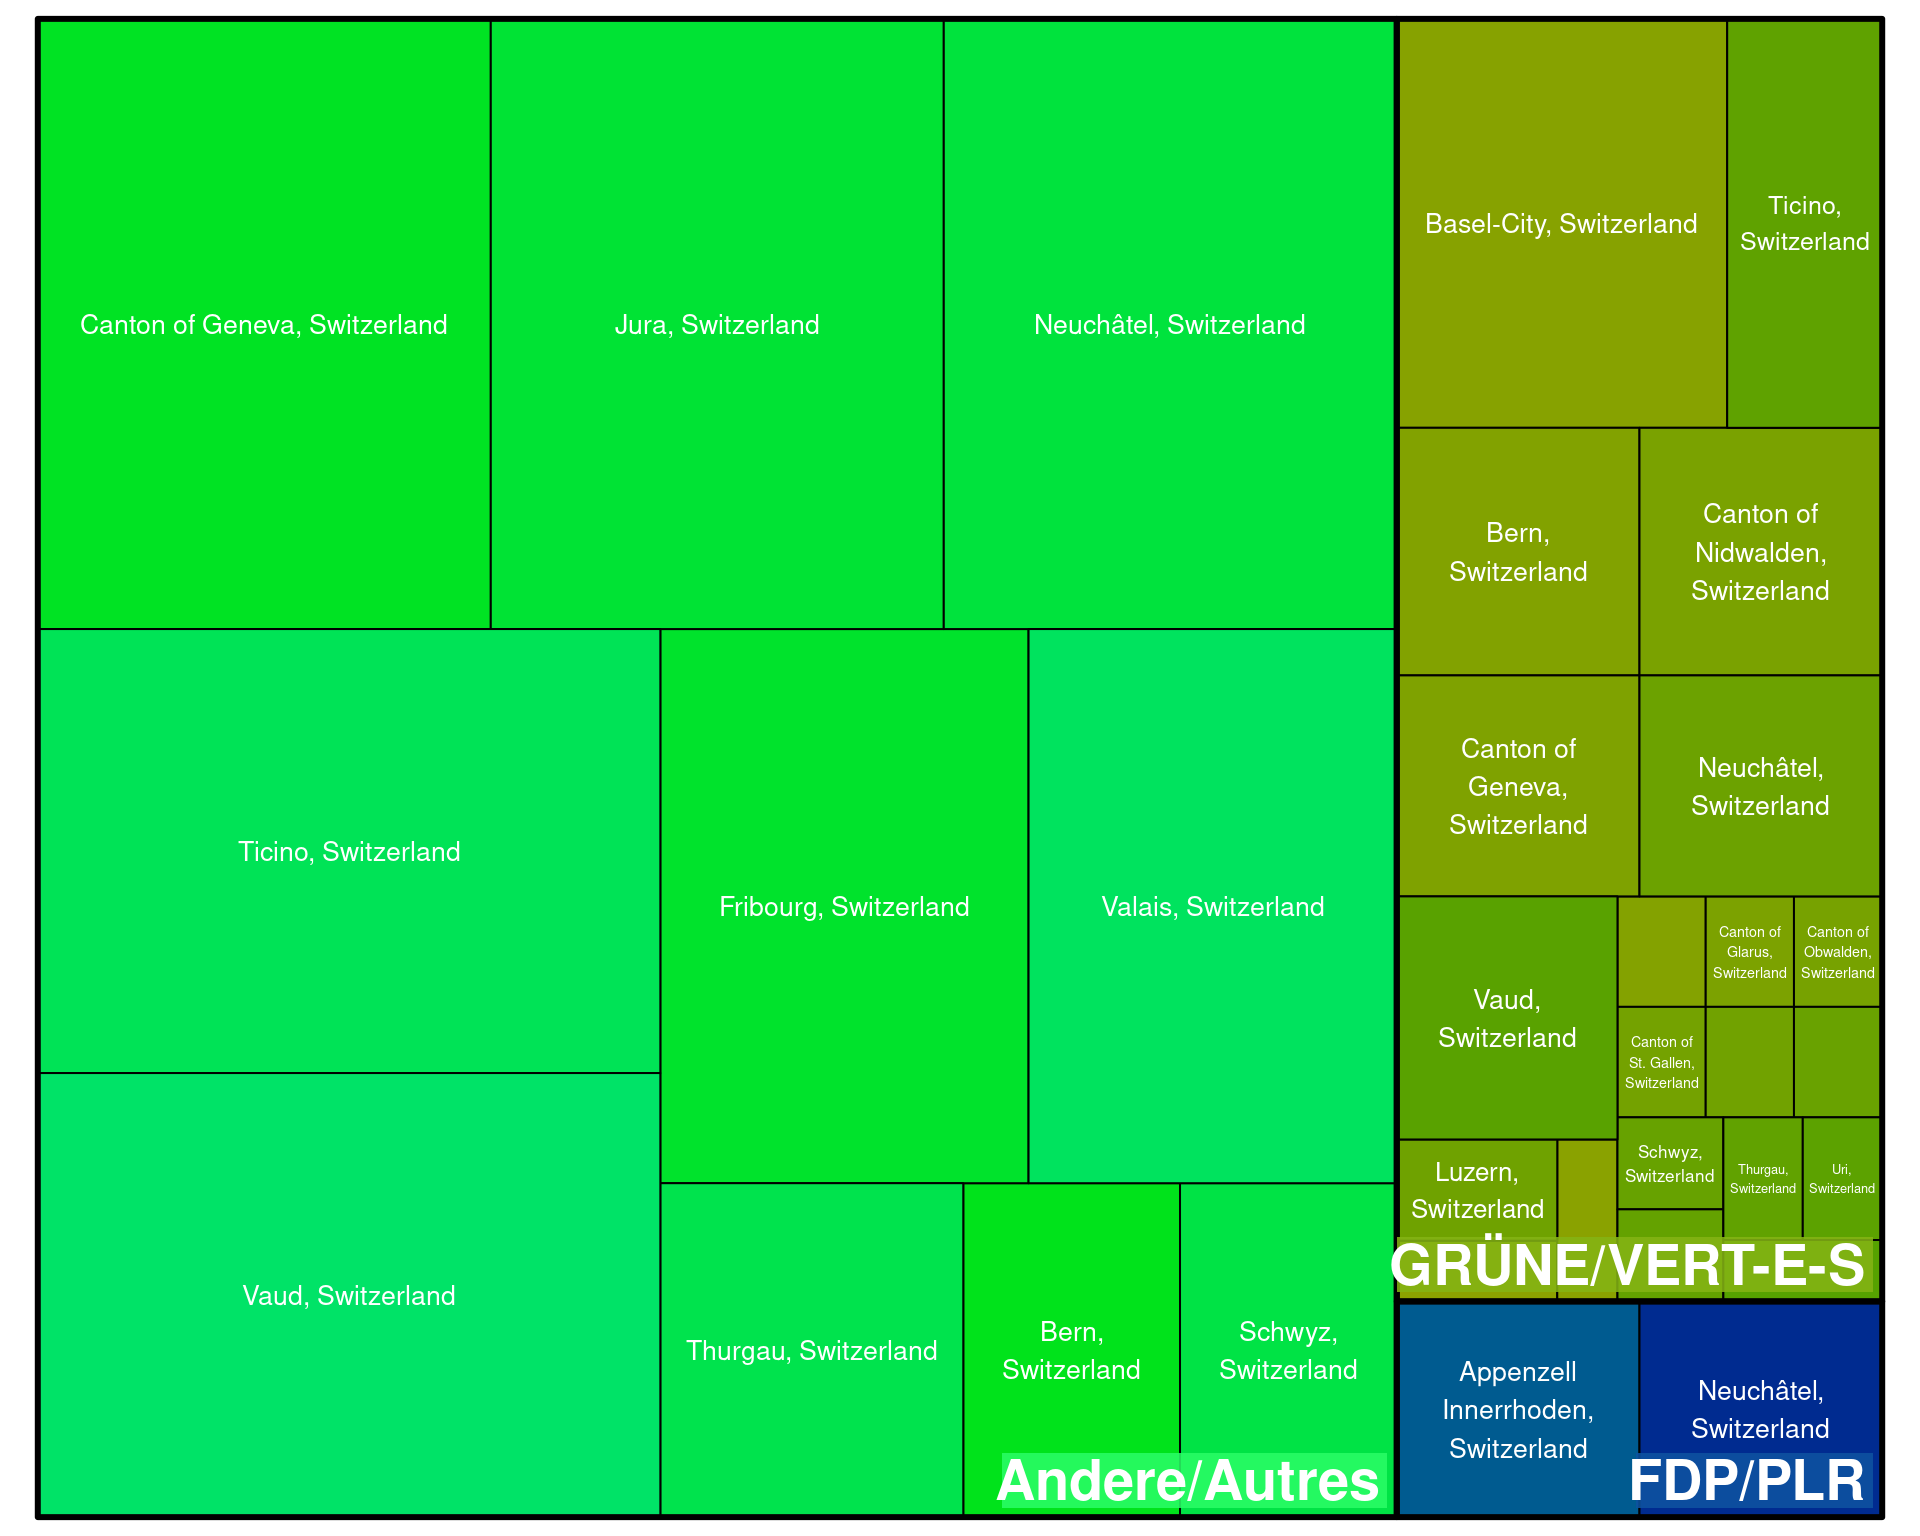 Canton of Geneva, Switzerland
Jura, Switzerland
Neuchâtel, Switzerland
Ticino, Switzerland
Fribourg, Switzerland
Valais, Switzerland
Vaud, Switzerland
Thurgau, Switzerland
Bern,
Switzerland
Schwyz,
Switzerland
Andere/Autres
Basel-City, Switzerland
Ticino,
Switzerland
Bern,
Switzerland
Canton of
Nidwalden,
Switzerland
Canton of
Geneva,
Switzerland
Neuchâtel,
Switzerland
Vaud,
Switzerland
Canton of
Glarus,
Switzerland
Canton of
Obwalden,
Switzerland
Canton of
St. Gallen,
Switzerland
Luzern,
Switzerland
Schwyz,
Switzerland
Thurgau,
Switzerland
Uri,
Switzerland
GRÜNE/VERT-E-S
Appenzell
Innerrhoden,
Switzerland
Neuchâtel,
Switzerland
FDP/PLR